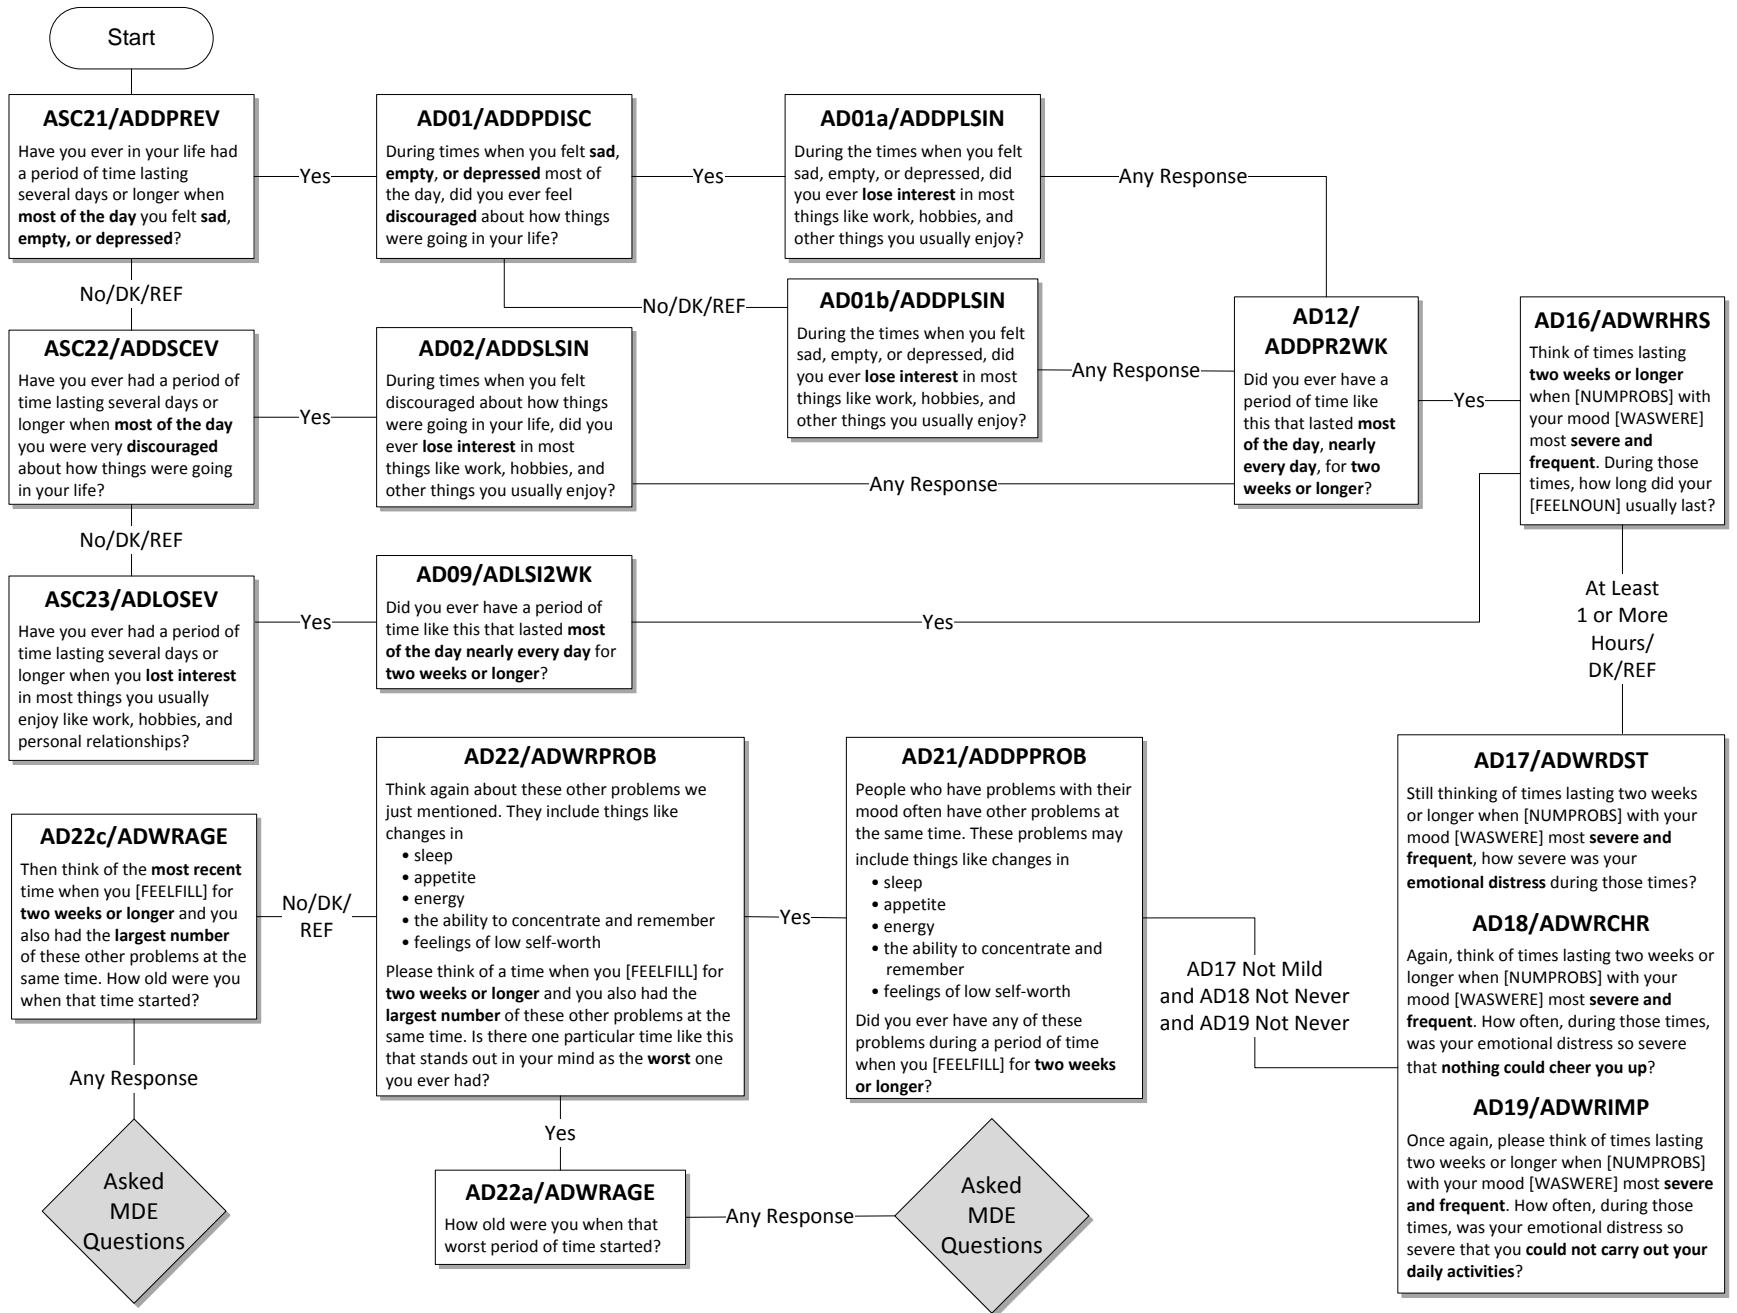 Start
ASC21/ADDPREV
Have you ever in your life had
a period of time lasting
several days or longer when
most of the day you felt sad,
empty, or depressed?
Yes
AD01/ADDPDISC
During times when you felt sad,
empty, or depressed most
of the day, did you ever feel
discouraged about how things
were going in your life?
Yes
AD01a/ADDPLSIN
During the times when you felt
sad, empty, or depressed, did
you ever lose interest in most
things like work, hobbies, and
other things you usually enjoy?
Any Response
No/DK/REF
No/DK/REF
AD01b/ADDPLSIN
During the times when you felt
sad, empty, or depressed, did
you ever lose interest in most
things like work, hobbies, and
other things you usually enjoy?
Any Response
AD12/
ADDPR2WK
Did you ever have a
period of time like
this that lasted most
of the day, nearly
every day, for two
weeks or longer?
Yes
AD16/ADWRHRS
Think of times lasting
two weeks or longer
when [NUMPROBS] with
your mood [WASWERE]
most severe and
frequent. During those
times, how long did your
[FEELNOUN] usually last?
ASC22/ADDSCEV
Have you ever had a period of
time lasting several days or
longer when most of the day
you were very discouraged
about how things were going
in your life?
Yes
AD02/ADDSLSIN
During times when you felt
discouraged about how things
were going in your life, did you
ever lose interest in most
things like work, hobbies, and
other things you usually enjoy?
Any Response
No/DK/REF
ASC23/ADLOSEV
Have you ever had a period of
time lasting several days or
longer when you lost interest
in most things you usually
enjoy like work, hobbies, and
personal relationships?
Yes
AD09/ADLSI2WK
Did you ever have a period of
time like this that lasted most
of the day nearly every day for
two weeks or longer?
Yes
At Least
1 or More
Hours/
DK/REF
AD17/ADWRDST
Still thinking of times lasting two weeks
or longer when [NUMPROBS] with your
mood [WASWERE] most severe and
frequent, how severe was your
emotional distress during those times?
AD18/ADWRCHR
Again, think of times lasting two weeks or
longer when [NUMPROBS] with your
mood [WASWERE] most severe and
frequent. How often, during those times,
was your emotional distress so severe
that nothing could cheer you up?
AD19/ADWRIMP
Once again, please think of times lasting
two weeks or longer when [NUMPROBS]
with your mood [WASWERE] most severe
and frequent. How often, during those
times, was your emotional distress so
severe that you could not carry out your
daily activities?
AD17 Not Mild
and AD18 Not Never
and AD19 Not Never
AD21/ADDPPROB
People who have problems with their
mood often have other problems at
the same time. These problems may
include things like changes in
• sleep
• appetite
• energy
• the ability to concentrate and
remember
• feelings of low self-worth
Did you ever have any of these
problems during a period of time
when you [FEELFILL] for two weeks
or longer?
Yes
AD22/ADWRPROB
Think again about these other problems we
just mentioned. They include things like
changes in
• sleep
• appetite
• energy
• the ability to concentrate and remember
• feelings of low self-worth
Please think of a time when you [FEELFILL] for
two weeks or longer and you also had the
largest number of these other problems at the
same time. Is there one particular time like this
that stands out in your mind as the worst one
you ever had?
No/DK/
REF
AD22c/ADWRAGE
Then think of the most recent
time when you [FEELFILL] for
two weeks or longer and you
also had the largest number
of these other problems at the
same time. How old were you
when that time started?
Any Response
Asked
MDE
Questions
Yes
AD22a/ADWRAGE
How old were you when that
worst period of time started?
Any Response
Asked
MDE
Questions